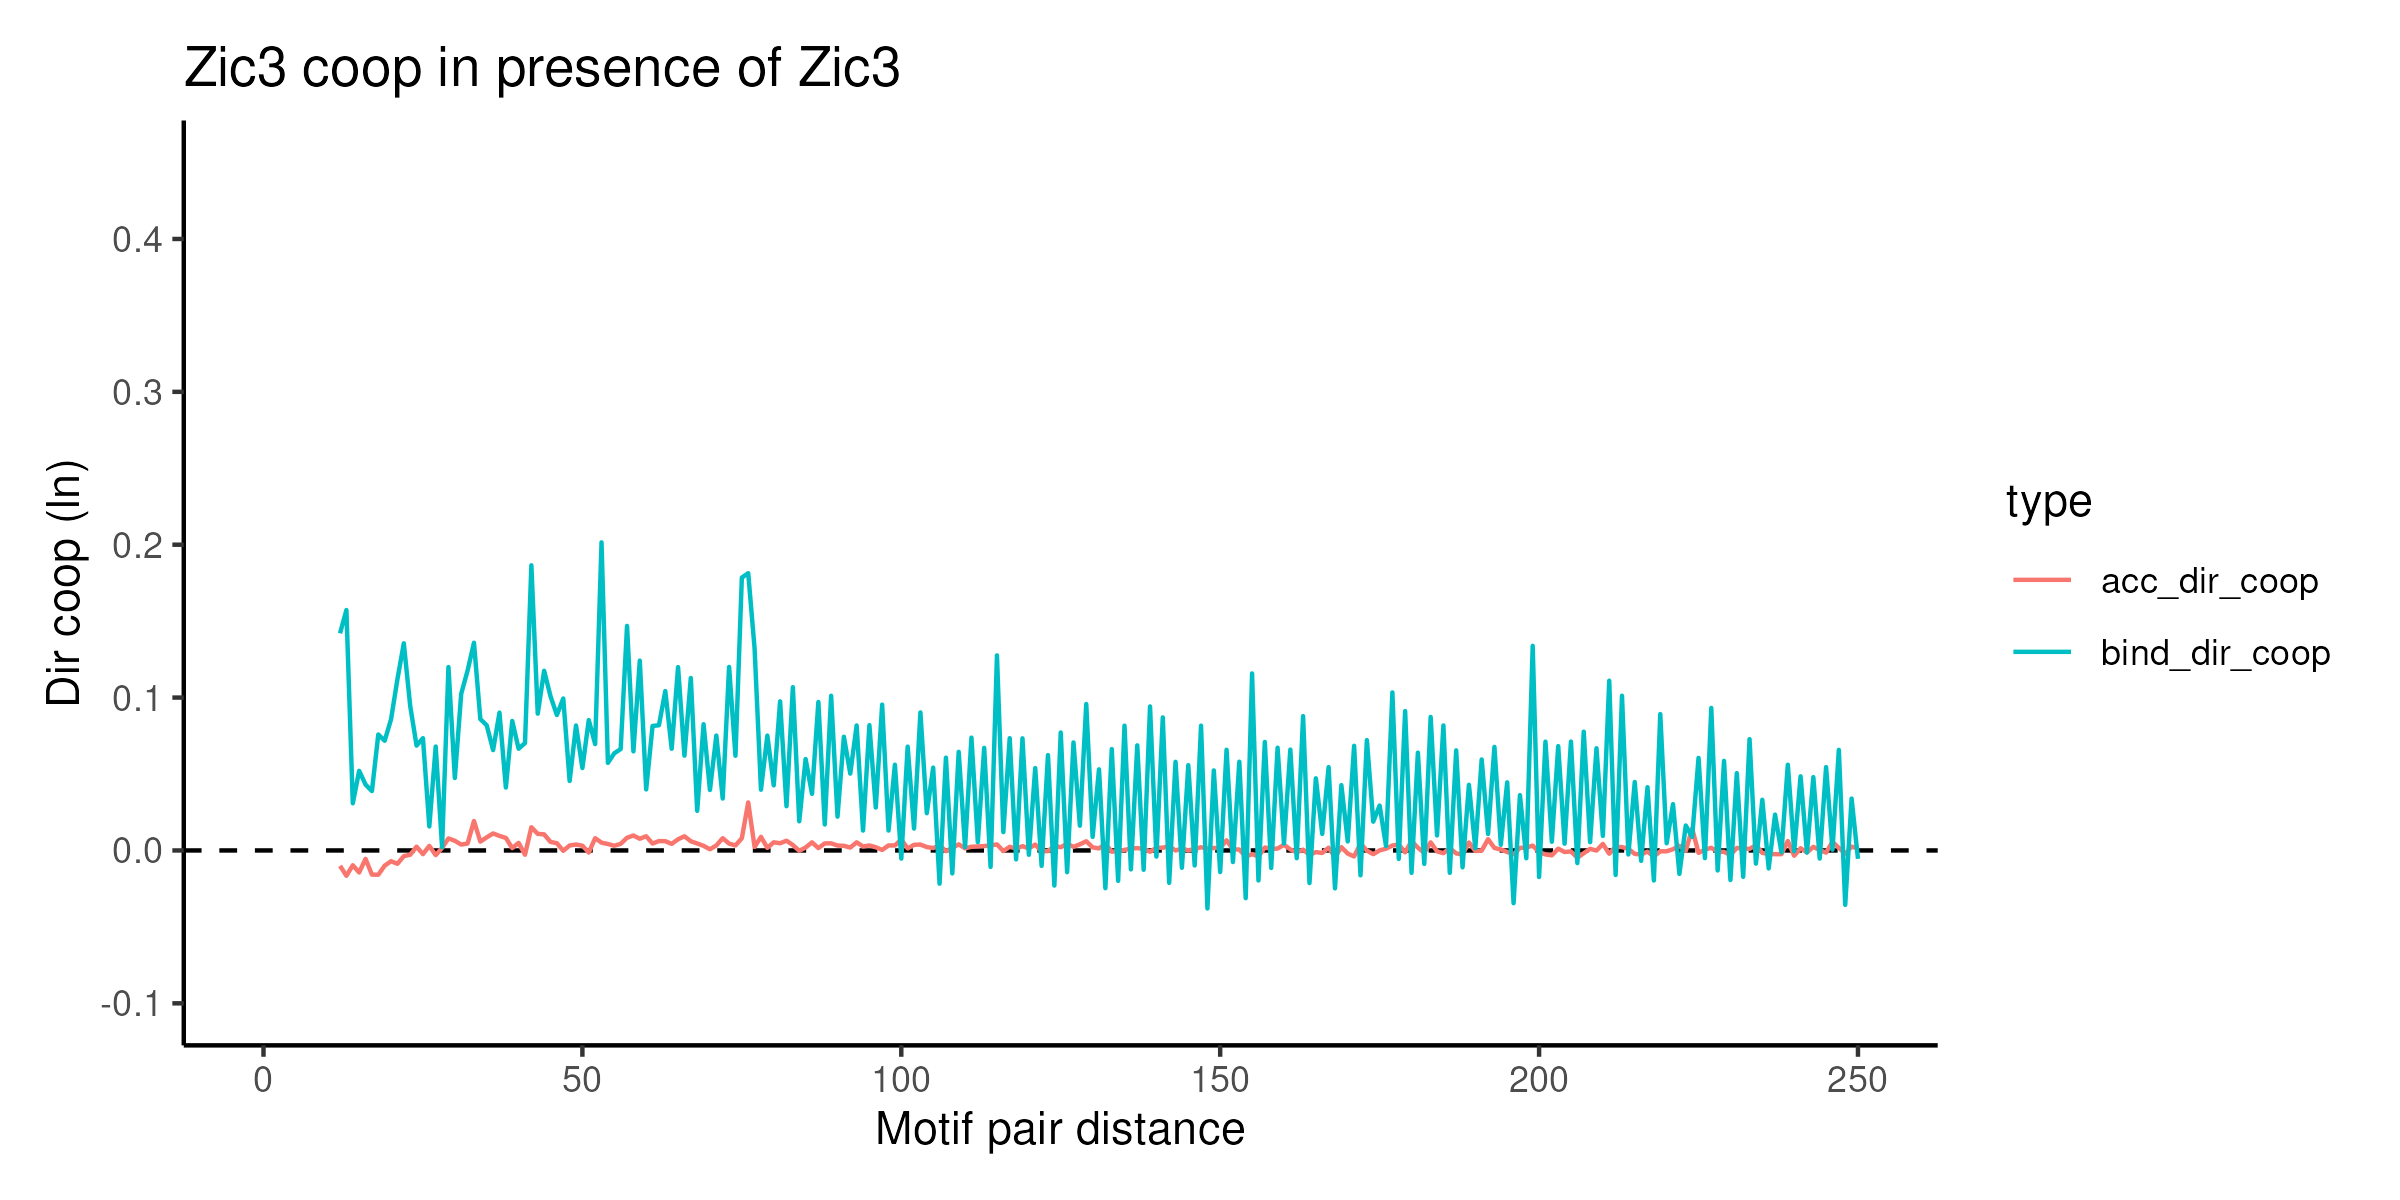 Zic3 coop in presence of Zic3
Dir coop (ln)
0.4
0.3
0.2
0.1
0.0
-0.1
0
50
100
150
200
250
Motif pair distance
type
acc_dir_coop
bind_dir_coop